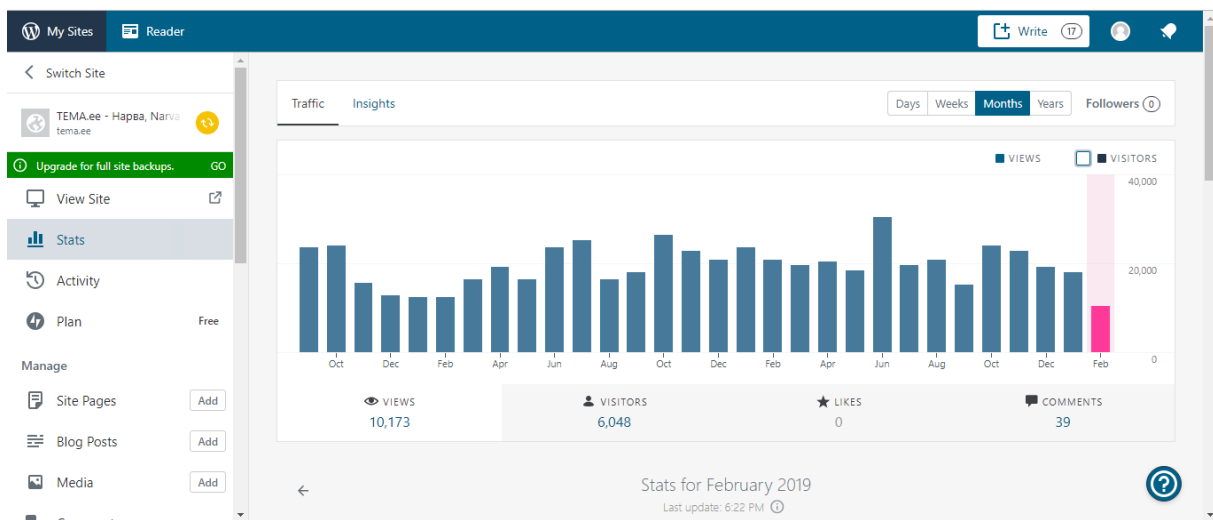 My Sites Reader Write 17
Switch Site
TEMA.ee - Нарва, Narva
tema.ee
Upgrade for full site backups. GO
View Site
Stats
Activity
Plan Free
Manage
Site Pages Add
Blog Posts Add
Media Add
Traffic Insights Days Weeks Months Years Followers 0
VIEWS VISITORS
40,000
20,000
0
Oct Dec Feb Apr Jun Aug Oct Dec Feb Apr Jun Aug Oct Dec Feb
VIEWS VISITORS LIKES COMMENTS
10,173 6,048 0 39
Stats for February 2019
Last update: 6:22 PM